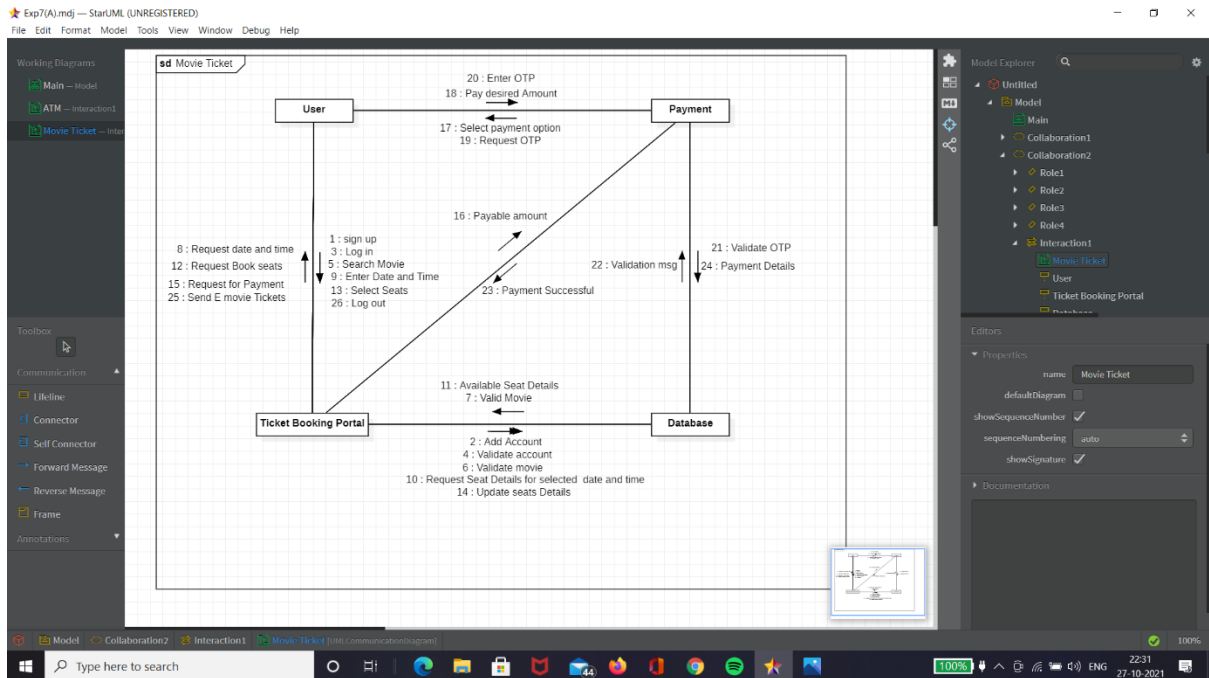 Exp7(A).mdj — StarUML (UNREGISTERED)
File Edit Format Model Tools View Window Debug Help
Working Diagrams
Main — Model
ATM — Interaction1
Movie Ticket — Inter
sd Movie Ticket
20 : Enter OTP
18 : Pay desired Amount
User
Payment
17 : Select payment option
19 : Request OTP
16 : Payable amount
8 : Request date and time
12 : Request Book seats
15 : Request for Payment
25 : Send E movie Tickets
1 : sign up
3 : Log in
5 : Search Movie
9 : Enter Date and Time
13 : Select Seats
26 : Log out
23 : Payment Successful
22 : Validation msg
21 : Validate OTP
24 : Payment Details
11 : Available Seat Details
7 : Valid Movie
Ticket Booking Portal
Database
2 : Add Account
4 : Validate account
6 : Validate movie
10 : Request Seat Details for selected date and time
14 : Update seats Details
Toolbox
Communication
Lifeline
Connector
Self Connector
Forward Message
Reverse Message
Frame
Annotations
Model Explorer
Untitled
Model
Main
Collaboration1
Collaboration2
Role1
Role2
Role3
Role4
Interaction1
Movie Ticket
User
Ticket Booking Portal
Database
Editors
Properties
name Movie Ticket
defaultDiagram
showSequenceNumber
sequenceNumbering auto
showSignature
Documentation
Model Collaboration2 Interaction1 Movie Ticket [UMLCommunicationDiagram]
100%
Type here to search
44
100%
ENG
22:31
27-10-2021